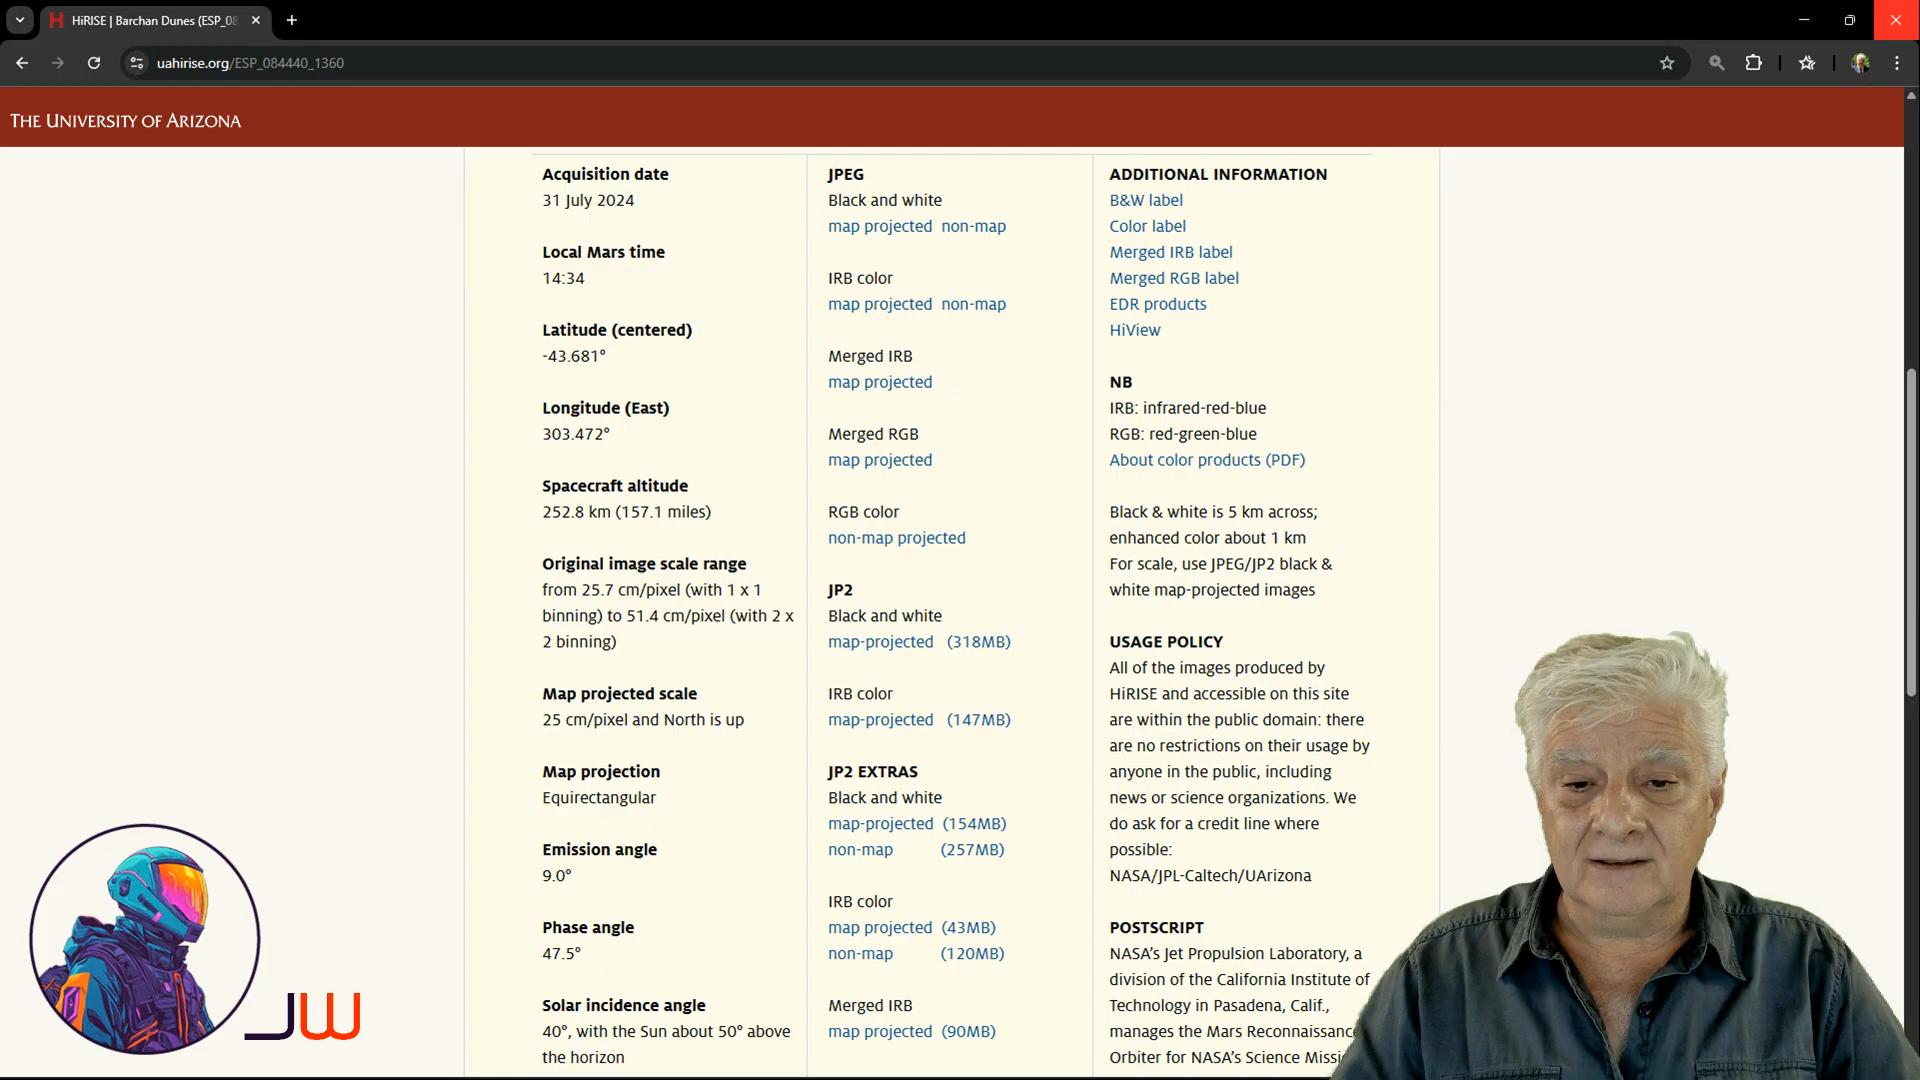 HiRISE | Barchan Dunes (ESP_08
uahirise.org/ESP_084440_1360
THE UNIVERSITY OF ARIZONA
Acquisition date
31 July 2024
Local Mars time
14:34
Latitude (centered)
-43.681°
Longitude (East)
303.472°
Spacecraft altitude
252.8 km (157.1 miles)
Original image scale range
from 25.7 cm/pixel (with 1 x 1
binning) to 51.4 cm/pixel (with 2 x
2 binning)
Map projected scale
25 cm/pixel and North is up
Map projection
Equirectangular
Emission angle
9.0°
Phase angle
47.5°
Solar incidence angle
40°, with the Sun about 50° above
the horizon
JPEG
Black and white
map projected non-map
IRB color
map projected non-map
Merged IRB
map projected
Merged RGB
map projected
RGB color
non-map projected
JP2
Black and white
map-projected (318MB)
IRB color
map-projected (147MB)
JP2 EXTRAS
Black and white
map-projected (154MB)
non-map (257MB)
IRB color
map projected (43MB)
non-map (120MB)
Merged IRB
map projected (90MB)
ADDITIONAL INFORMATION
B&W label
Color label
Merged IRB label
Merged RGB label
EDR products
HiView
NB
IRB: infrared-red-blue
RGB: red-green-blue
About color products (PDF)
Black & white is 5 km across;
enhanced color about 1 km
For scale, use JPEG/JP2 black &
white map-projected images
USAGE POLICY
All of the images produced by
HiRISE and accessible on this site
are within the public domain: there
are no restrictions on their usage by
anyone in the public, including
news or science organizations. We
do ask for a credit line where
possible:
NASA/JPL-Caltech/UArizona
POSTSCRIPT
NASA's Jet Propulsion Laboratory, a
division of the California Institute of
Technology in Pasadena, Calif.,
manages the Mars Reconnaissance
Orbiter for NASA's Science Missi
JW